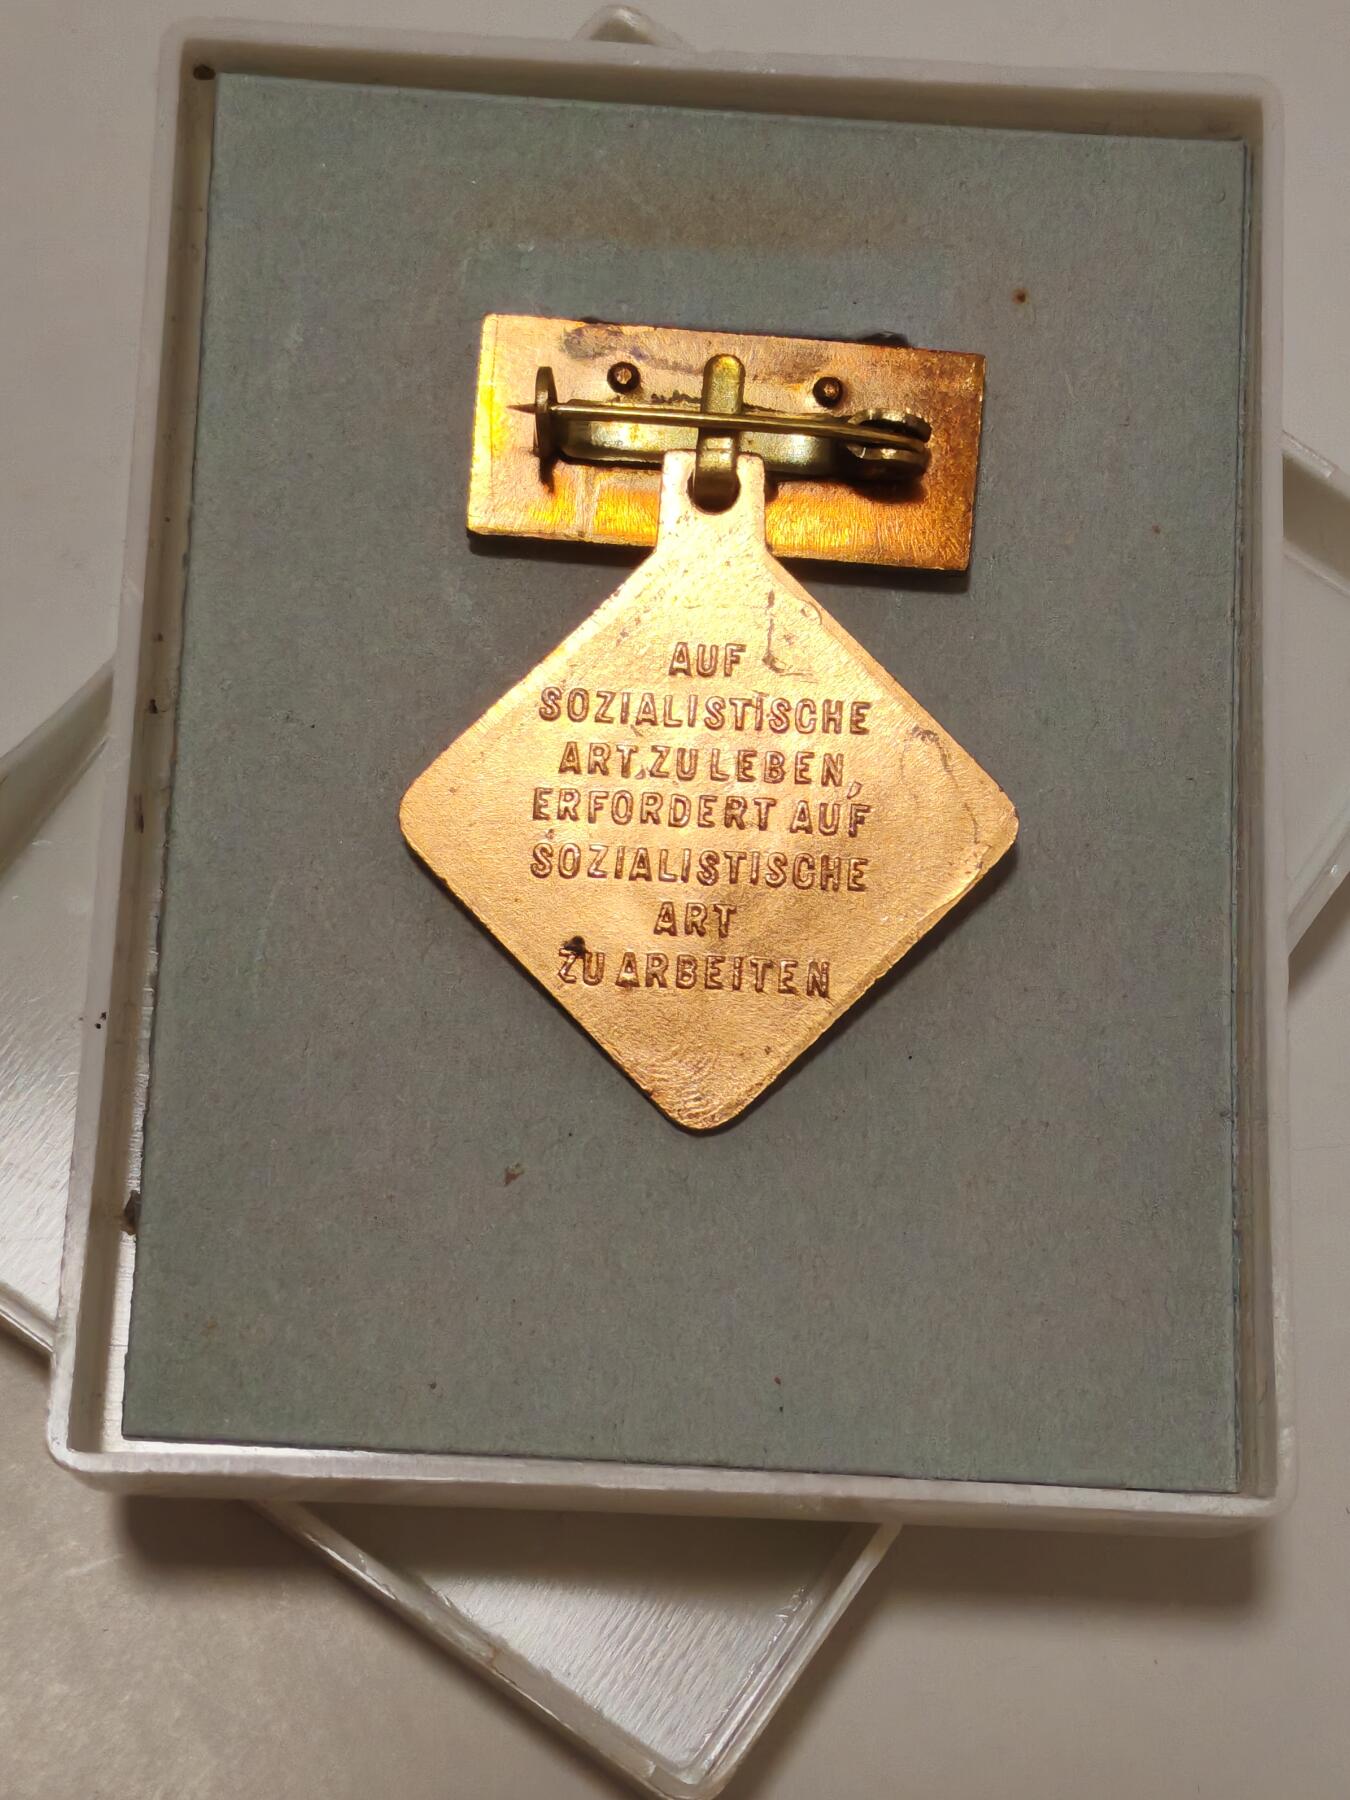 AUF
SOZIALISTISCHE
ART ZU LEBEN,
ERFORDERT AUF
SOZIALISTISCHE
ART
ZU ARBEITEN